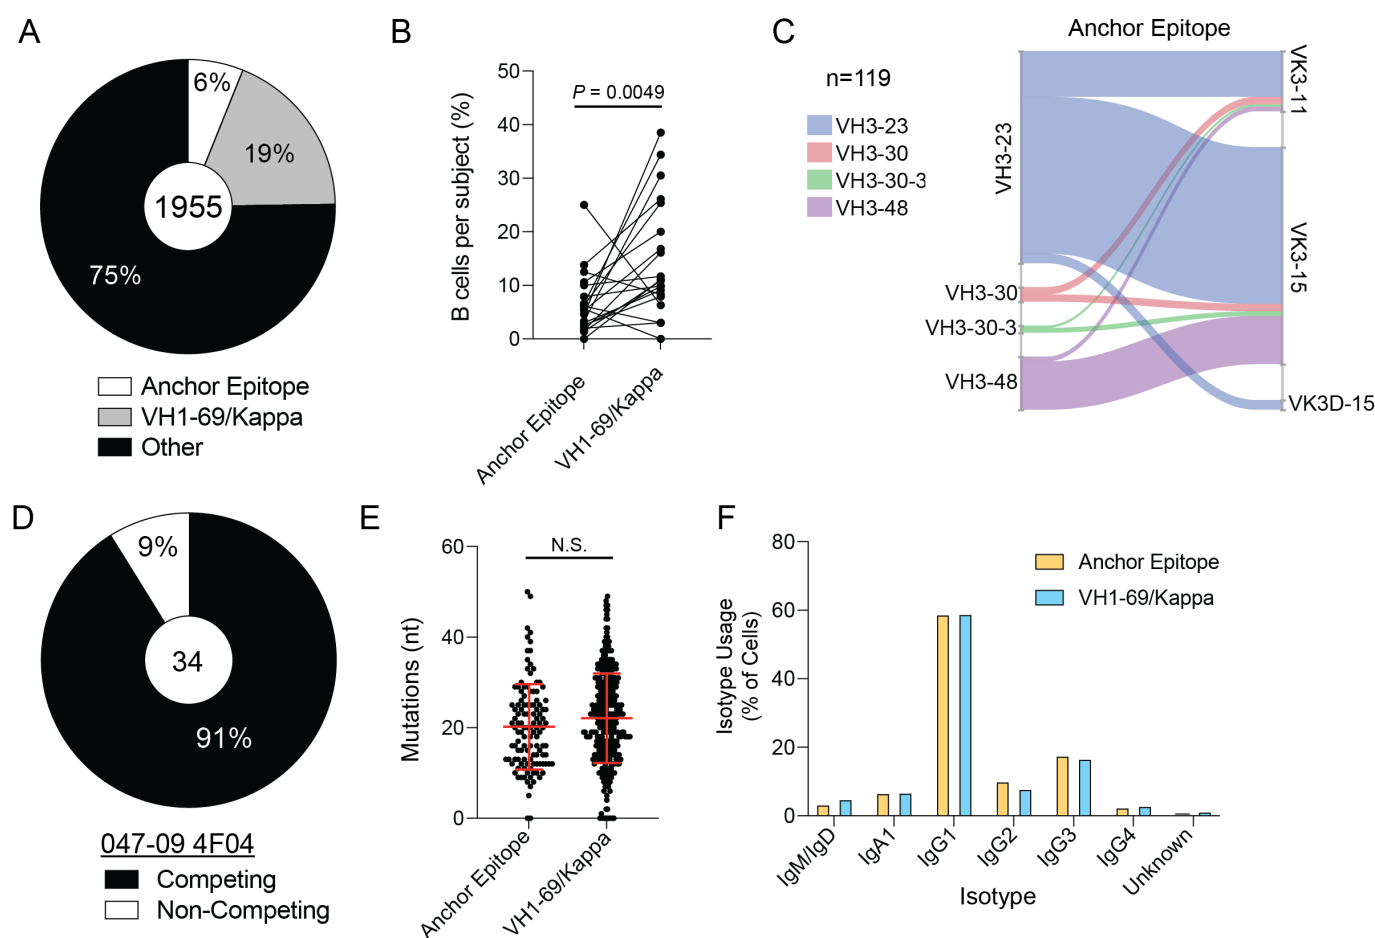 A
6%
19%
1955
75%
Anchor Epitope
VH1-69/Kappa
Other
B
B cells per subject (%)
50
40
30
20
10
0
P = 0.0049
Anchor Epitope
VH1-69/Kappa
C
Anchor Epitope
n=119
VH3-23
VH3-30
VH3-30-3
VH3-48
VH3-23
VH3-30
VH3-30-3
VH3-48
VK3-11
VK3-15
VK3D-15
D
9%
34
91%
047-09 4F04
Competing
Non-Competing
E
Mutations (nt)
60
40
20
0
N.S.
Anchor Epitope
VH1-69/Kappa
F
Isotype Usage
(% of Cells)
80
60
40
20
0
Anchor Epitope
VH1-69/Kappa
IgM/IgD
IgA1
IgG1
IgG2
IgG3
IgG4
Unknown
Isotype